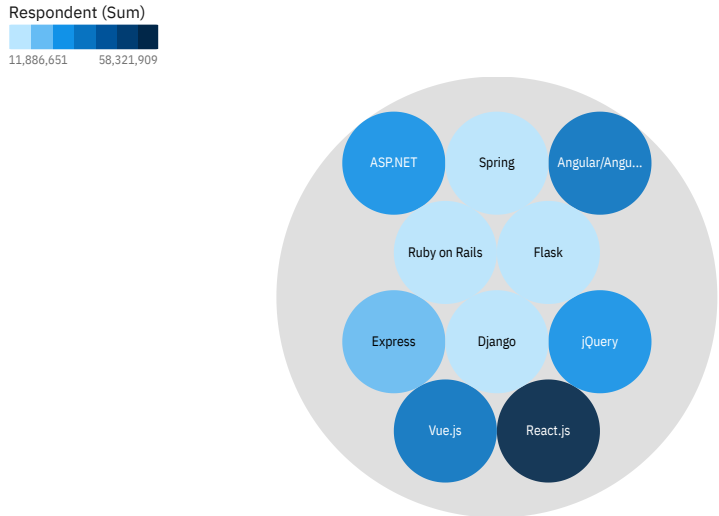 Respondent (Sum)
11,886,651 58,321,909
ASP.NET Spring Angular/Angu...
Ruby on Rails Flask
Express Django jQuery
Vue.js React.js